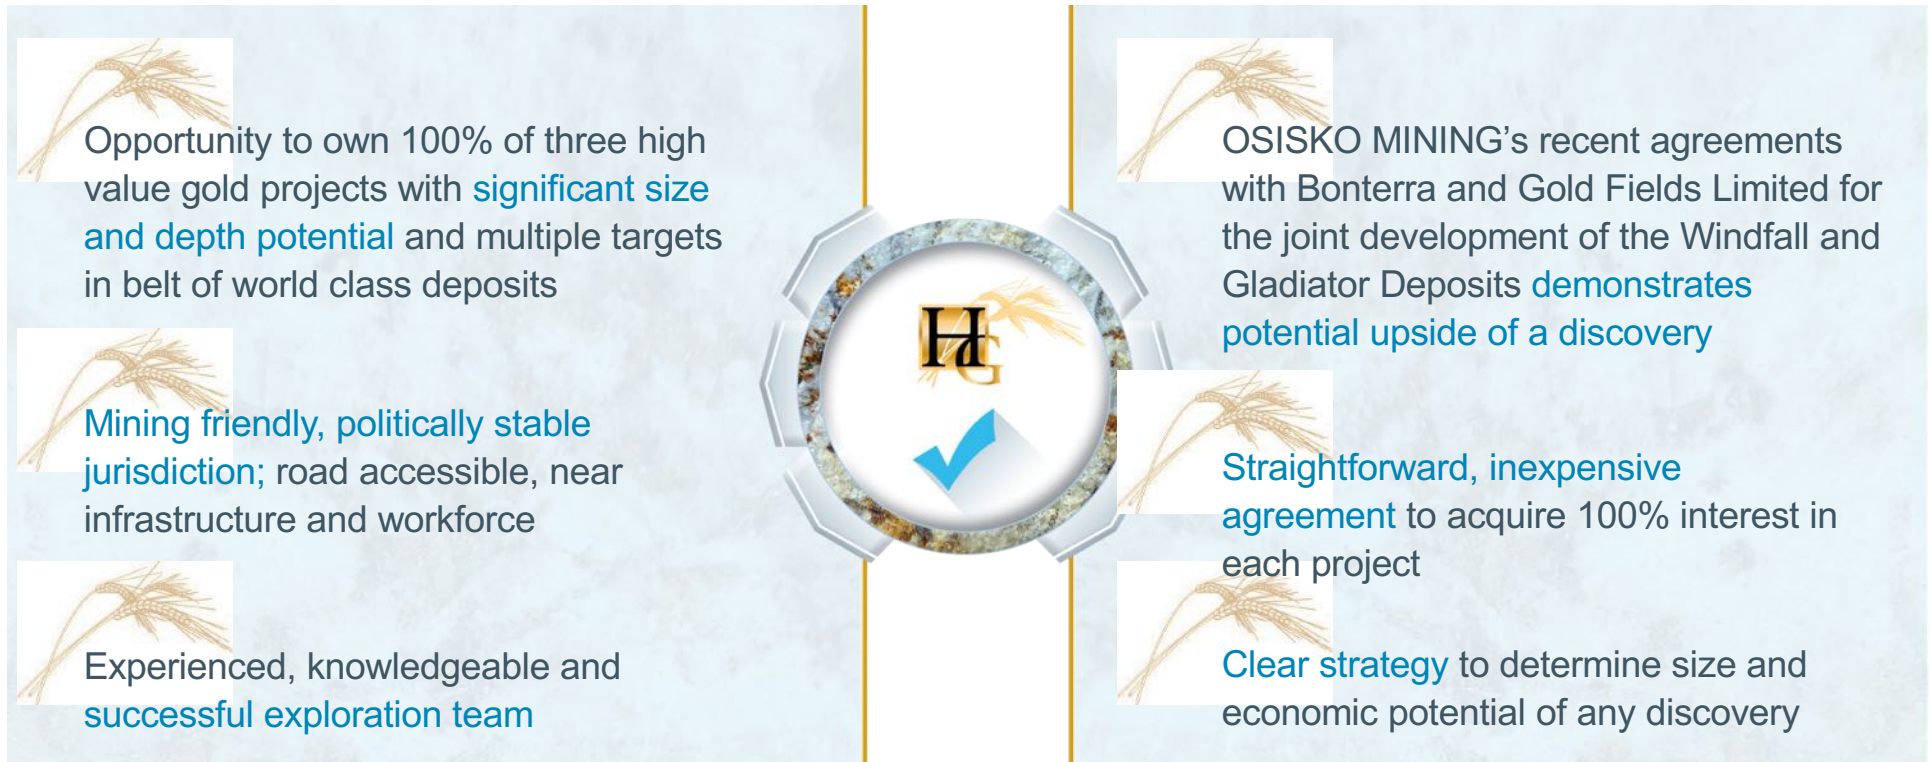 Opportunity to own 100% of three high
value gold projects with significant size
and depth potential and multiple targets
in belt of world class deposits
Mining friendly, politically stable
jurisdiction; road accessible, near
infrastructure and workforce
Experienced, knowledgeable and
successful exploration team
HG
OSISKO MINING’s recent agreements
with Bonterra and Gold Fields Limited for
the joint development of the Windfall and
Gladiator Deposits demonstrates
potential upside of a discovery
Straightforward, inexpensive
agreement to acquire 100% interest in
each project
Clear strategy to determine size and
economic potential of any discovery